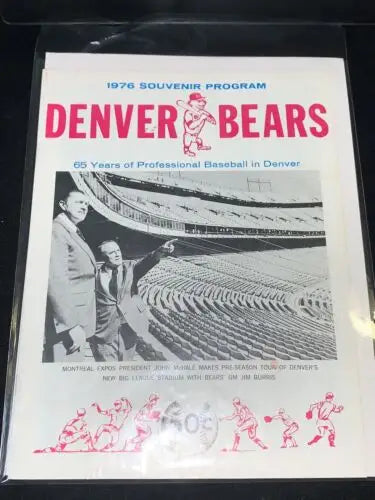 1976 SOUVENIR PROGRAM
DENVER BEARS
65 Years of Professional Baseball in Denver
MONTREAL EXPOS PRESIDENT JOHN McHALE MAKES PRE-SEASON TOUR OF DENVER'S
NEW BIG LEAGUE STADIUM WITH BEARS' GM JIM BURRIS
50¢